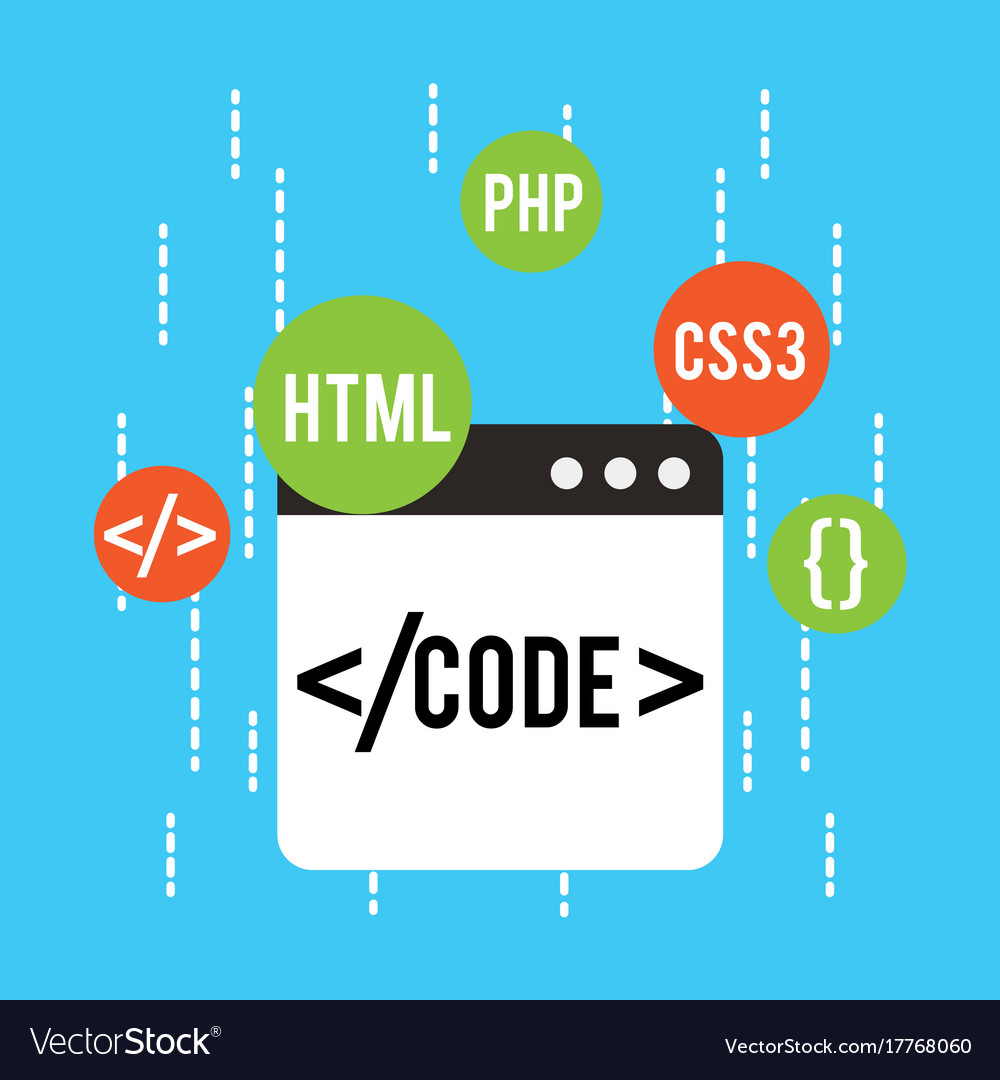 PHP
CSS3
HTML
</>
{}
</CODE>
VectorStock®
VectorStock.com/17768060